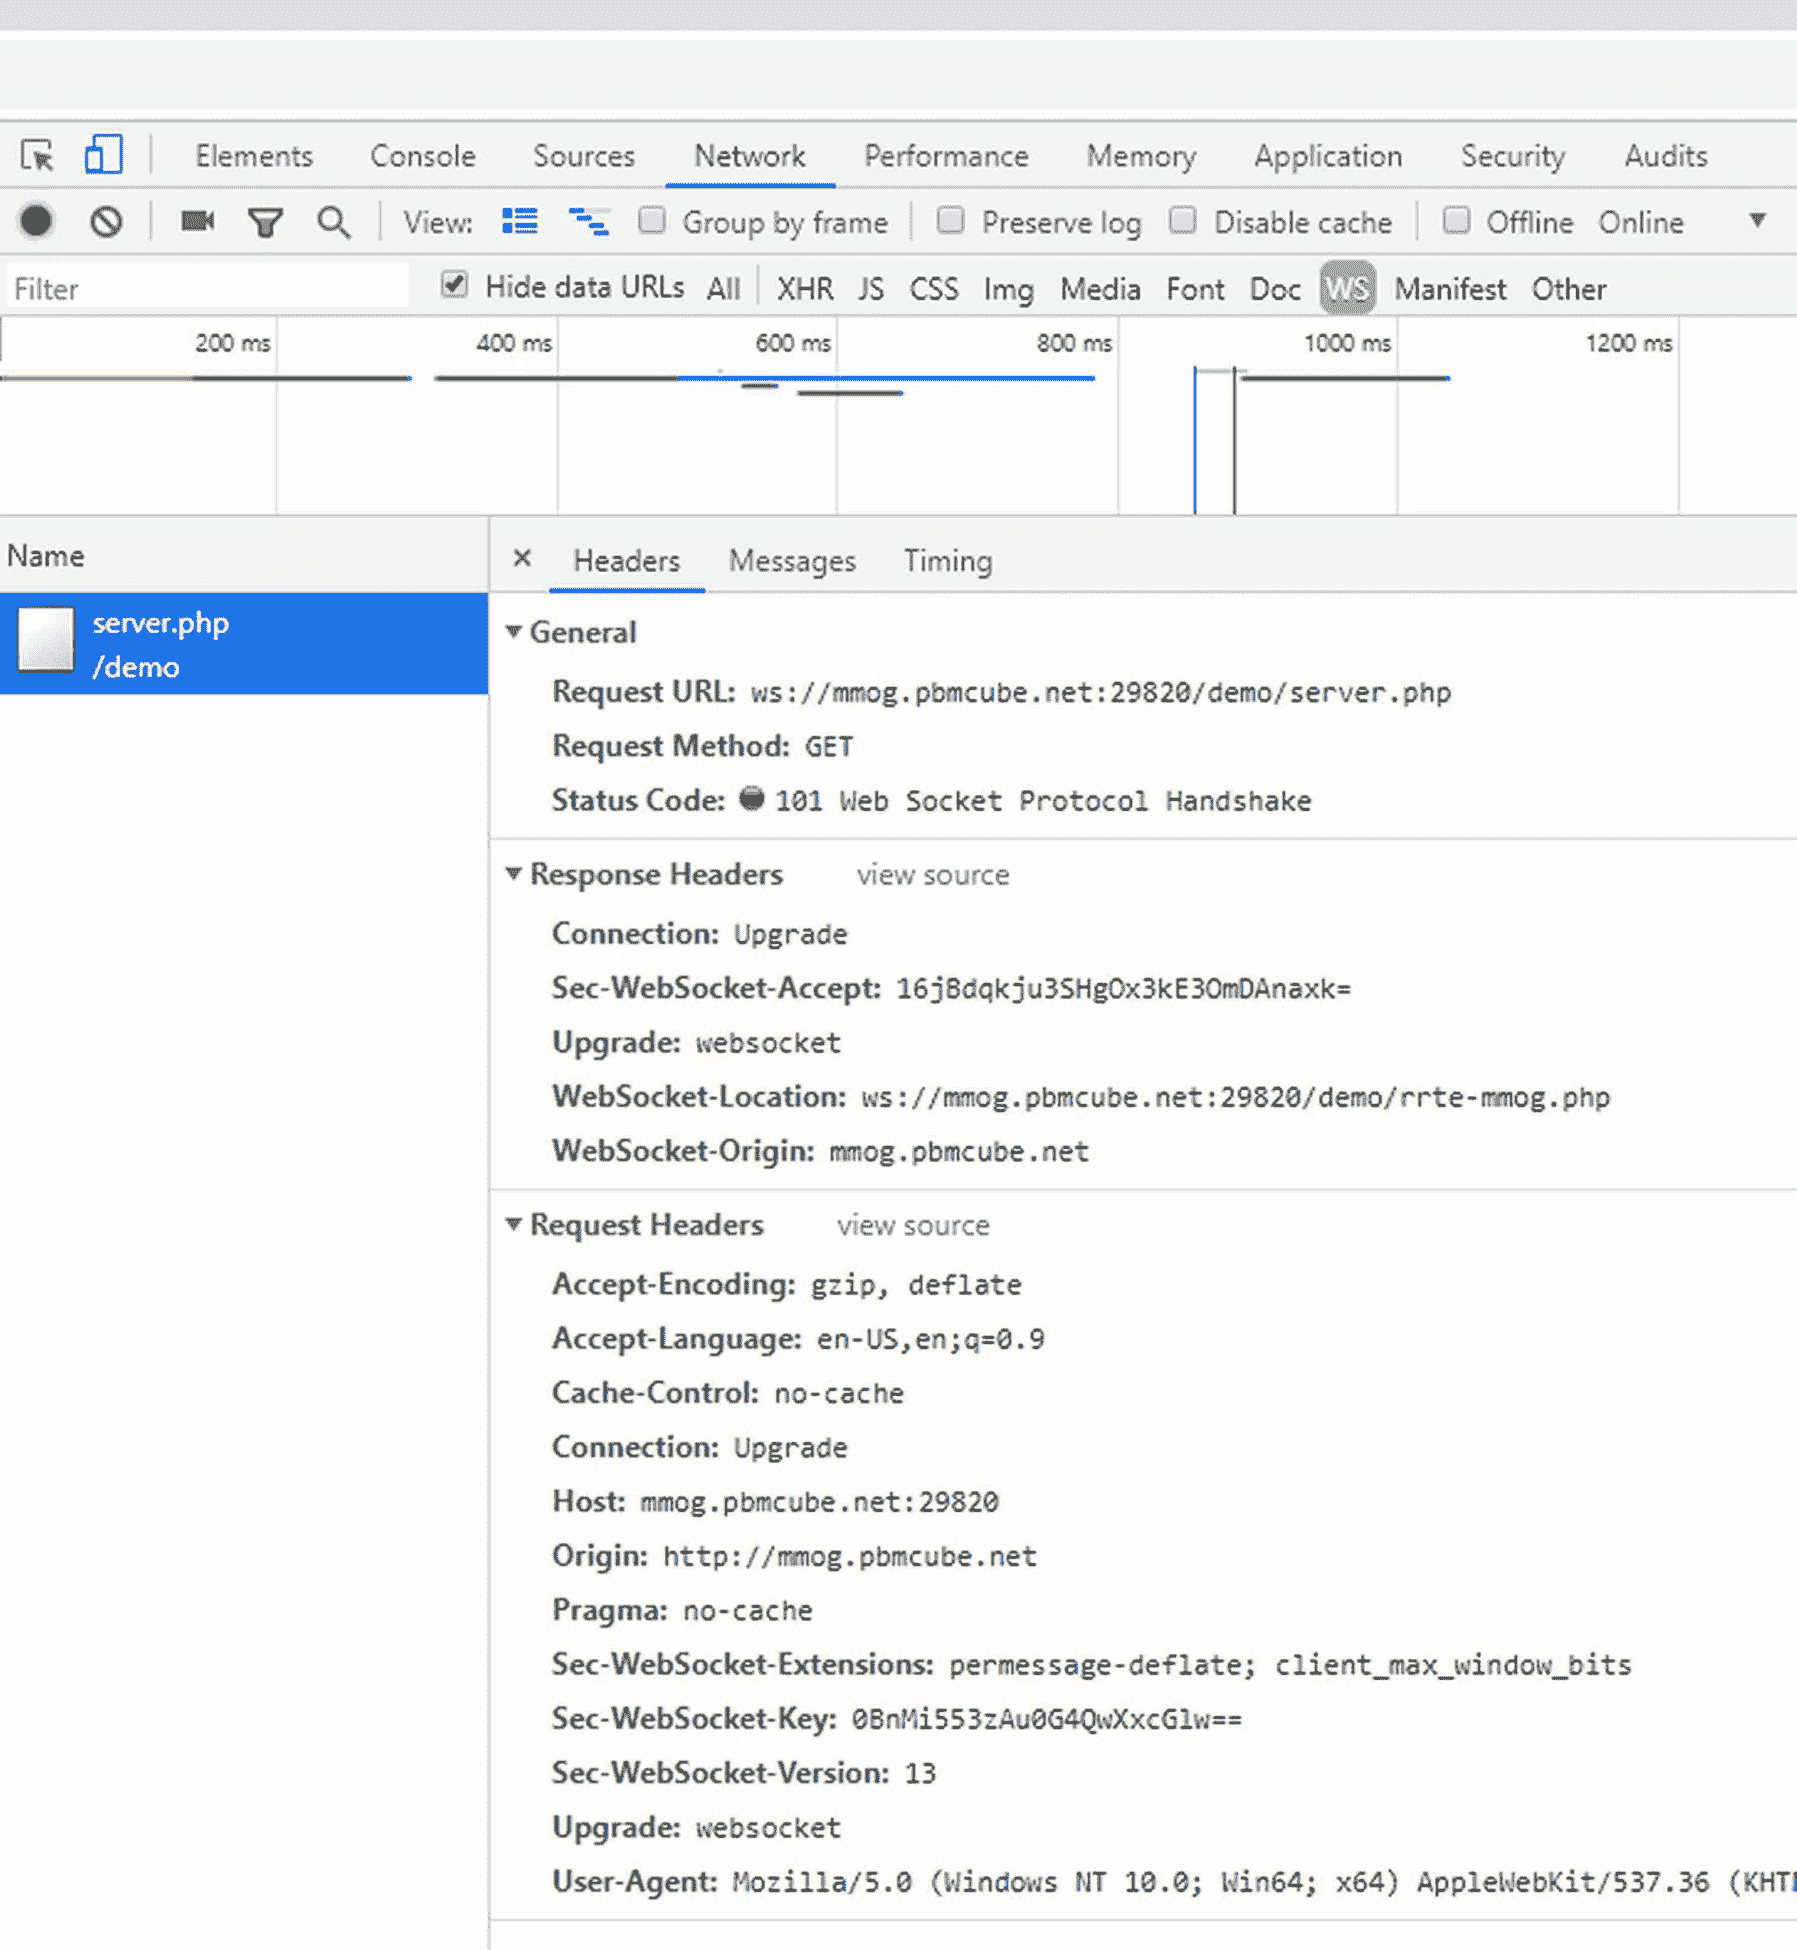 Elements Console Sources Network Performance Memory Application Security Audits
View: Group by frame Preserve log Disable cache Offline Online
Filter Hide data URLs All XHR JS CSS Img Media Font Doc WS Manifest Other
200 ms 400 ms 600 ms 800 ms 1000 ms 1200 ms
Name
server.php
/demo
× Headers Messages Timing
General
Request URL: ws://mmog.pbmcube.net:29820/demo/server.php
Request Method: GET
Status Code: 101 Web Socket Protocol Handshake
Response Headers view source
Connection: Upgrade
Sec-WebSocket-Accept: 16jBdqkju3SHgOx3kE3OmDAnaxk=
Upgrade: websocket
WebSocket-Location: ws://mmog.pbmcube.net:29820/demo/rrte-mmog.php
WebSocket-Origin: mmog.pbmcube.net
Request Headers view source
Accept-Encoding: gzip, deflate
Accept-Language: en-US,en;q=0.9
Cache-Control: no-cache
Connection: Upgrade
Host: mmog.pbmcube.net:29820
Origin: http://mmog.pbmcube.net
Pragma: no-cache
Sec-WebSocket-Extensions: permessage-deflate; client_max_window_bits
Sec-WebSocket-Key: 0BnMi553zAu0G4QwXxcGlw==
Sec-WebSocket-Version: 13
Upgrade: websocket
User-Agent: Mozilla/5.0 (Windows NT 10.0; Win64; x64) AppleWebKit/537.36 (KHT